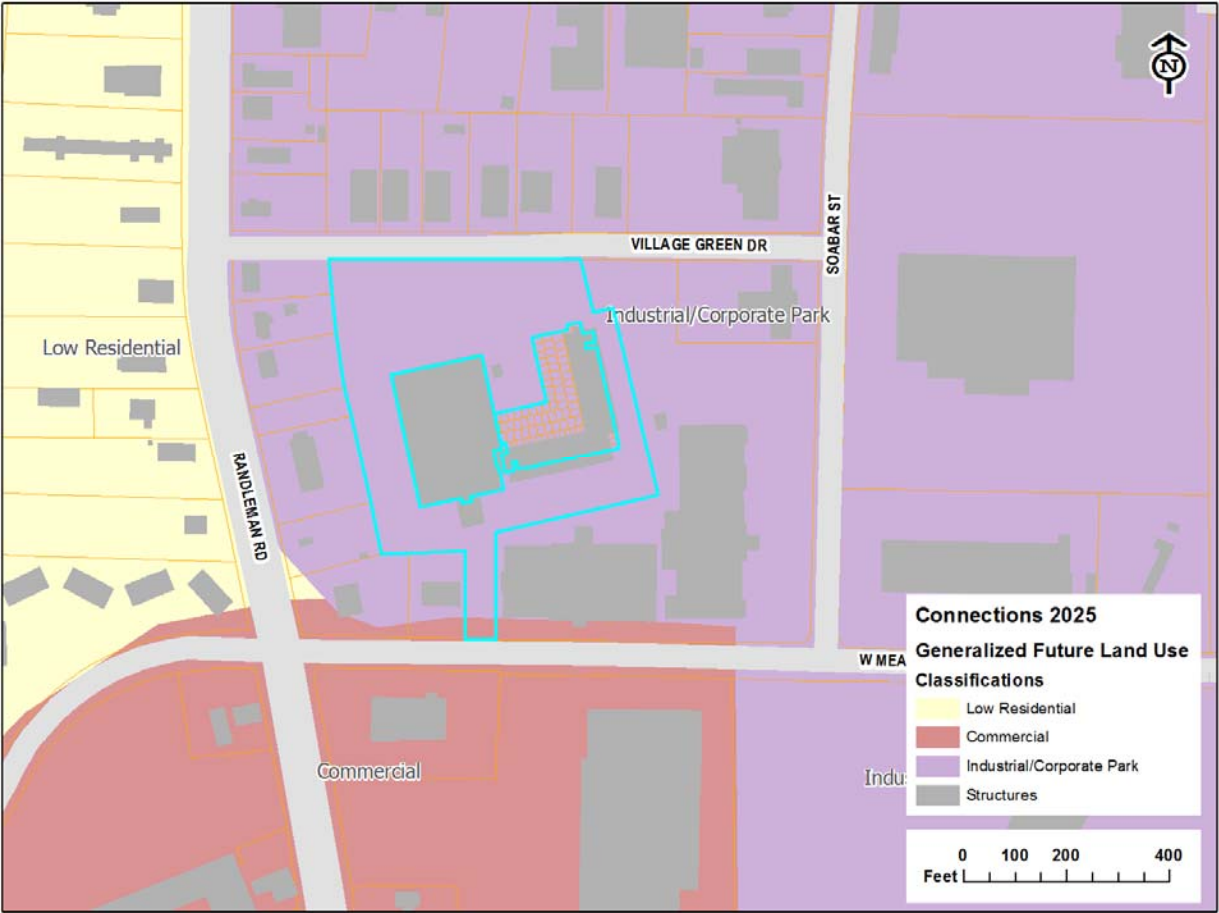 N
VILLAGE GREEN DR
SOABAR ST
Industrial/Corporate Park
Low Residential
RANDLEMAN RD
W MEA
Commercial
Indu
Connections 2025
Generalized Future Land Use
Classifications
Low Residential
Commercial
Industrial/Corporate Park
Structures
0 100 200 400
Feet